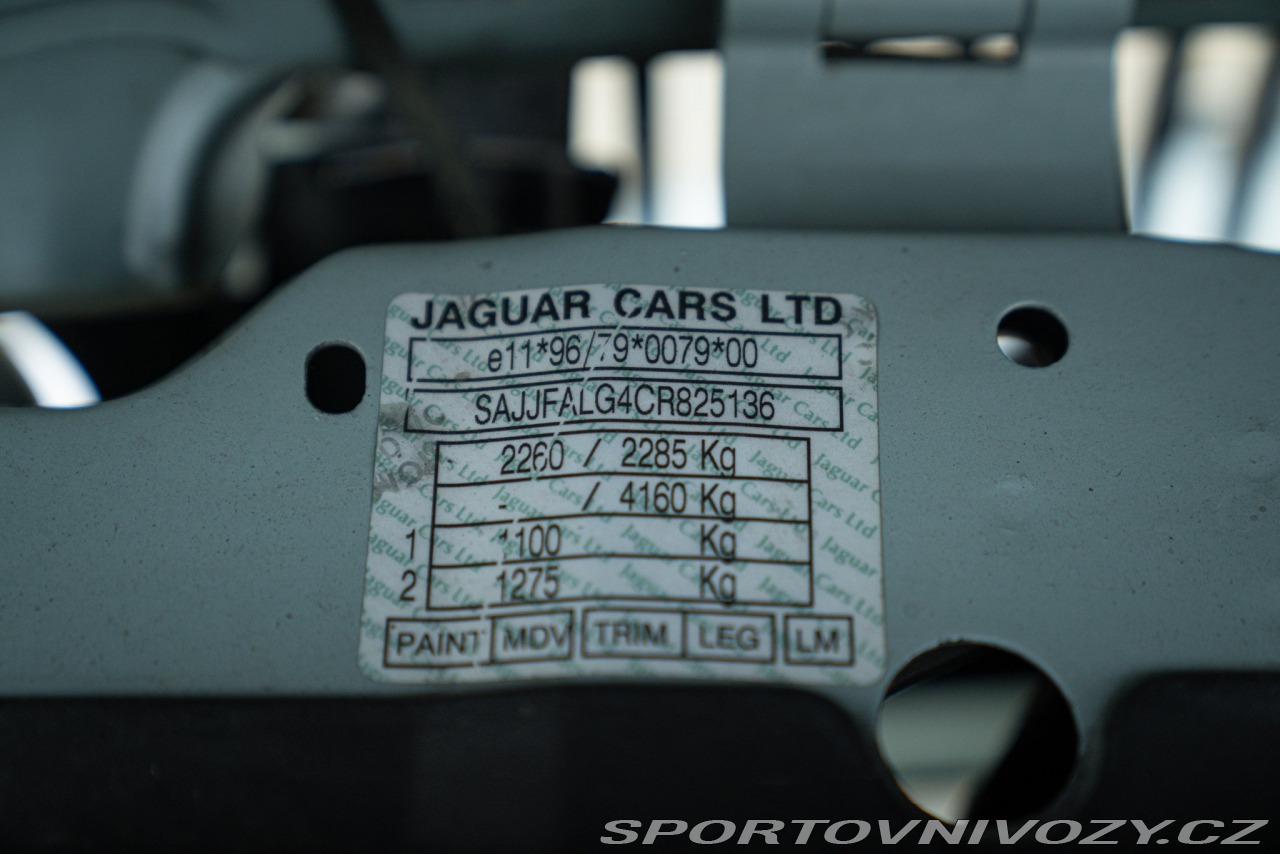 JAGUAR CARS LTD
e11*96/79*0079*00
SAJJFALG4CR825136
2260 / 2285 Kg
- / 4160 Kg
1 1100 Kg
2 1275 Kg
PAINT MDV TRIM LEG LM
SPORTOVNIVOZY.CZ